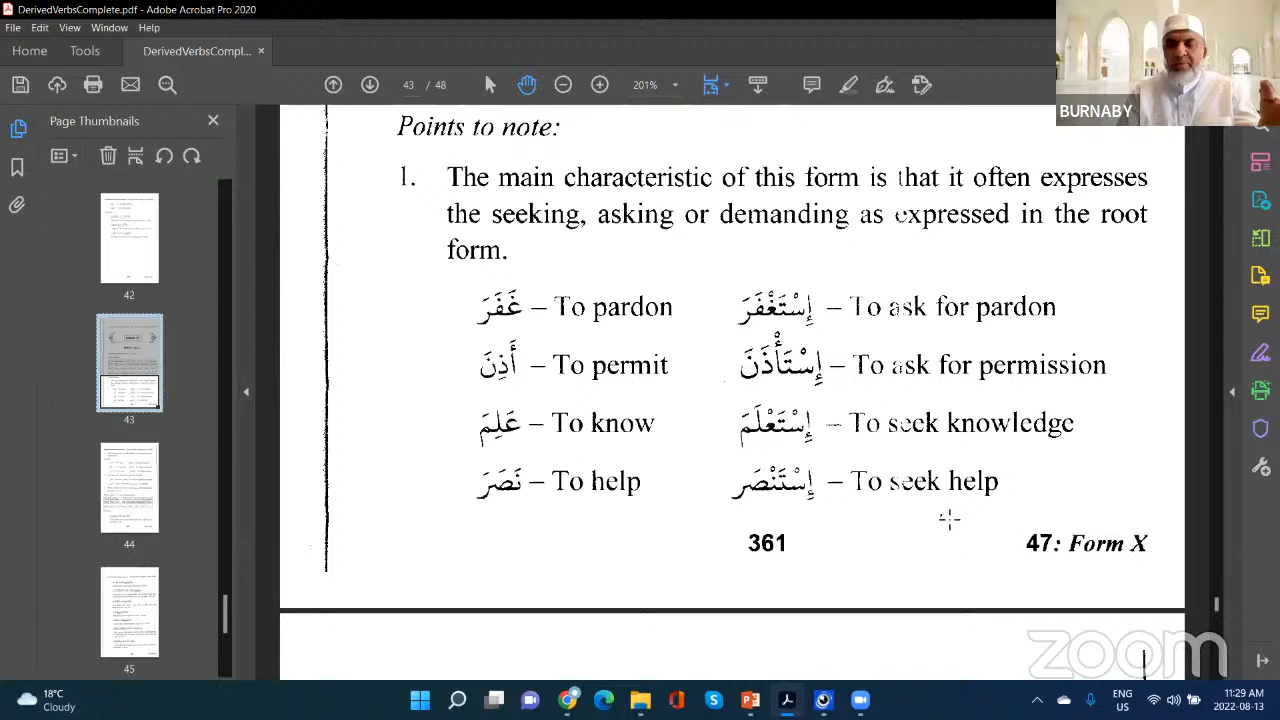 DerivedVerbsComplete.pdf - Adobe Acrobat Pro 2020
File Edit View Window Help
Home Tools DerivedVerbsCompl... ×
43 / 48 201%
BURNABY
Page Thumbnails
42
43
44
45
Points to note:
1. The main characteristic of this form is that it often expresses
the seeking, asking or demanding as expressed in the root
form.
غَفَرَ – To pardon إِسْتَغْفَرَ – To ask for pardon
أَذِنَ – To permit إِسْتَأْذَنَ – To ask for permission
عَلِمَ – To know إِسْتَعْلَمَ – To seek knowledge
نَصَرَ – To help إِسْتَنْصَرَ – To seek help
361 47: Form X
zoom
18°C
Cloudy
ENG
US
11:29 AM
2022-08-13